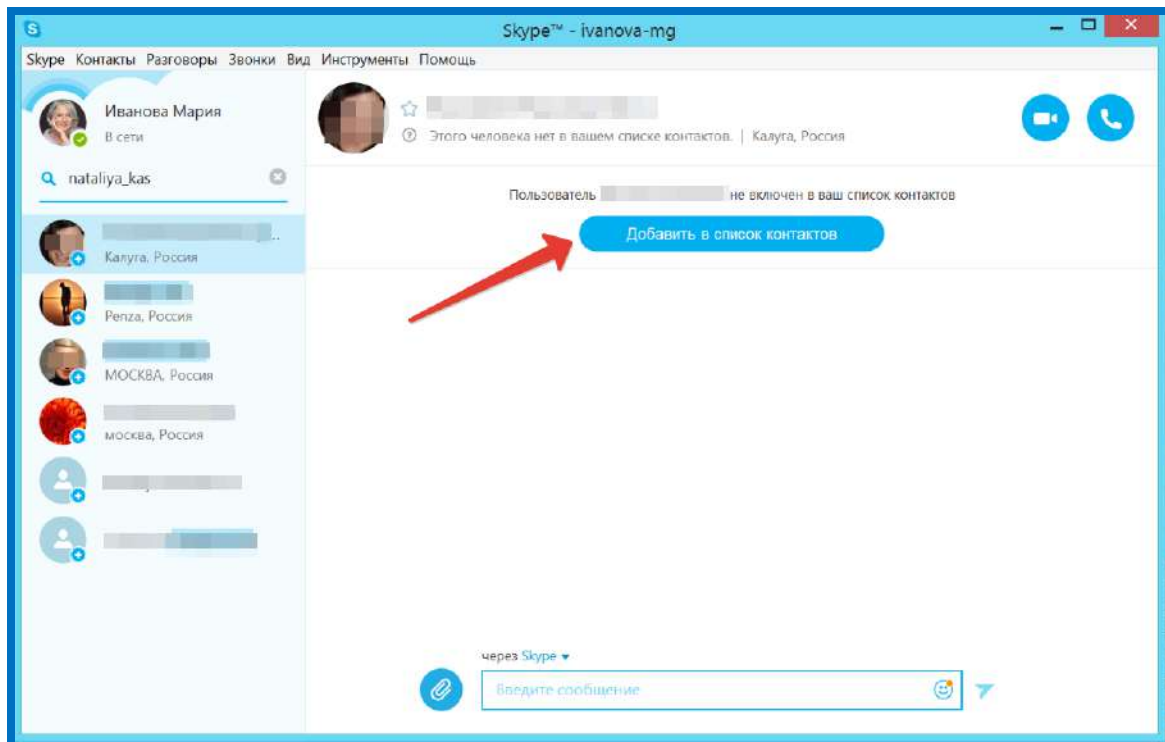 Skype™ - ivanova-mg
Skype Контакты Разговоры Звонки Вид Инструменты Помощь
Иванова Мария
В сети
Этого человека нет в вашем списке контактов. | Калуга, Россия
nataliya_kas
Пользователь не включен в ваш список контактов
Добавить в список контактов
Калуга, Россия
Penza, Россия
МОСКВА, Россия
москва, Россия
через Skype
Введите сообщение